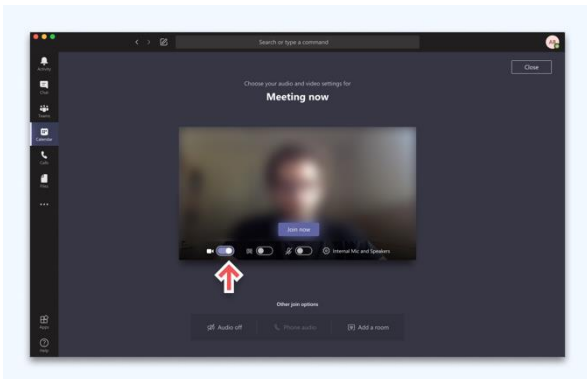 Search or type a command
AB
Activity
Chat
Teams
Calendar
Calls
Files
Apps
Help
Close
Choose your audio and video settings for
Meeting now
Join now
Internal Mic and Speakers
Other join options
Audio off
Phone audio
Add a room